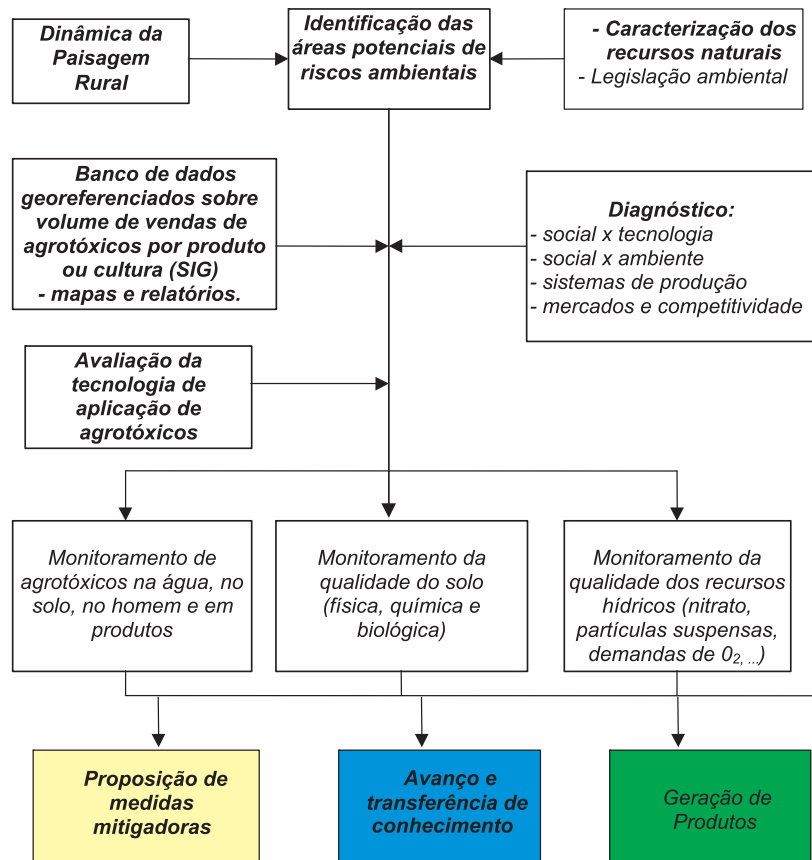 Dinâmica da
Paisagem
Rural
Identificação das
áreas potenciais de
riscos ambientais
- Caracterização dos
recursos naturais
- Legislação ambiental
Banco de dados
georeferenciados sobre
volume de vendas de
agrotóxicos por produto
ou cultura (SIG)
- mapas e relatórios.
Diagnóstico:
- social x tecnologia
- social x ambiente
- sistemas de produção
- mercados e competitividade
Avaliação da
tecnologia de
aplicação de
agrotóxicos
Monitoramento de
agrotóxicos na água, no
solo, no homem e em
produtos
Monitoramento da
qualidade do solo
(física, química e
biológica)
Monitoramento da
qualidade dos recursos
hídricos (nitrato,
partículas suspensas,
demandas de 0₂, ...)
Proposição de
medidas
mitigadoras
Avanço e
transferência de
conhecimento
Geração de
Produtos